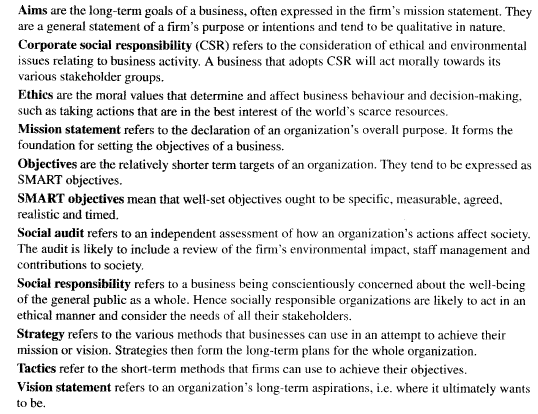 Aims are the long-term goals of a business, often expressed in the firm's mission statement. They
are a general statement of a firm's purpose or intentions and tend to be qualitative in nature.
Corporate social responsibility (CSR) refers to the consideration of ethical and environmental
issues relating to business activity. A business that adopts CSR will act morally towards its
various stakeholder groups.
Ethics are the moral values that determine and affect business behaviour and decision-making,
such as taking actions that are in the best interest of the world's scarce resources.
Mission statement refers to the declaration of an organization's overall purpose. It forms the
foundation for setting the objectives of a business.
Objectives are the relatively shorter term targets of an organization. They tend to be expressed as
SMART objectives.
SMART objectives mean that well-set objectives ought to be specific, measurable, agreed,
realistic and timed.
Social audit refers to an independent assessment of how an organization's actions affect society.
The audit is likely to include a review of the firm's environmental impact, staff management and
contributions to society.
Social responsibility refers to a business being conscientiously concerned about the well-being
of the general public as a whole. Hence socially responsible organizations are likely to act in an
ethical manner and consider the needs of all their stakeholders.
Strategy refers to the various methods that businesses can use in an attempt to achieve their
mission or vision. Strategies then form the long-term plans for the whole organization.
Tactics refer to the short-term methods that firms can use to achieve their objectives.
Vision statement refers to an organization's long-term aspirations, i.e. where it ultimately wants
to be.